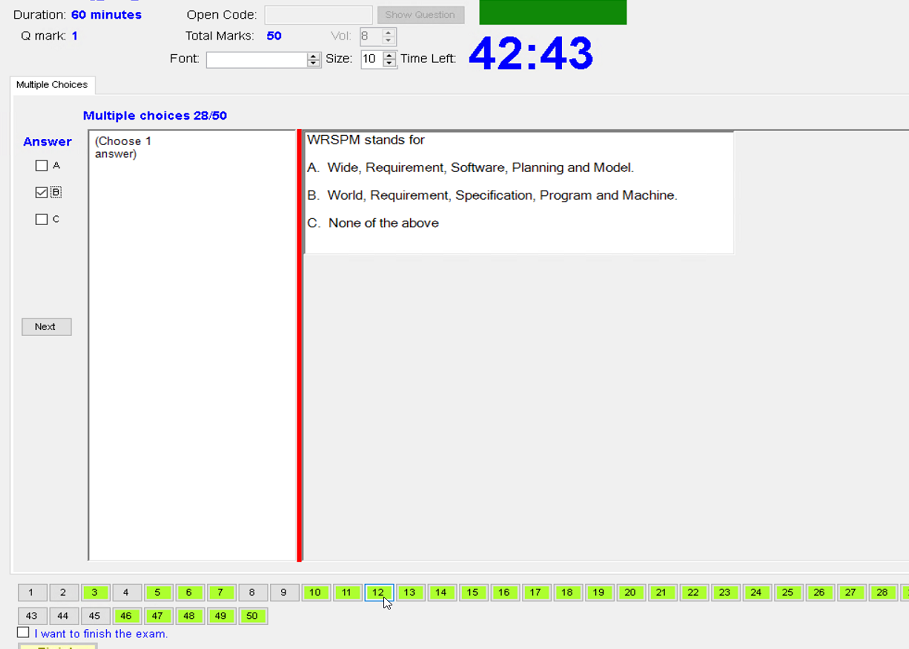 Duration: 60 minutes Open Code: Show Question
Q mark: 1 Total Marks: 50 Vol: 8
Font: Size: 10 Time Left: 42:43
Multiple Choices
Multiple choices 28/50
Answer
A
B
C
Next
(Choose 1
answer)
WRSPM stands for
A. Wide, Requirement, Software, Planning and Model.
B. World, Requirement, Specification, Program and Machine.
C. None of the above
1 2 3 4 5 6 7 8 9 10 11 12 13 14 15 16 17 18 19 20 21 22 23 24 25 26 27 28
43 44 45 46 47 48 49 50
I want to finish the exam.